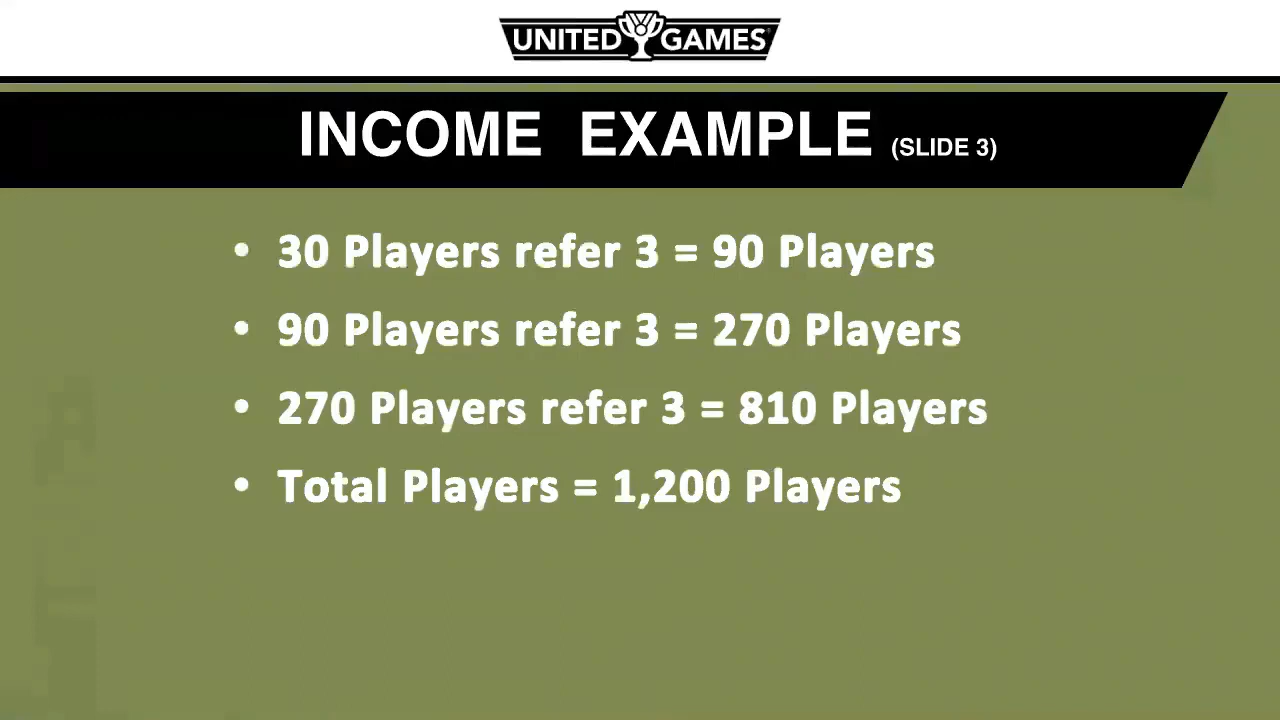 UNITED GAMES
INCOME EXAMPLE (SLIDE 3)
• 30 Players refer 3 = 90 Players
• 90 Players refer 3 = 270 Players
• 270 Players refer 3 = 810 Players
• Total Players = 1,200 Players